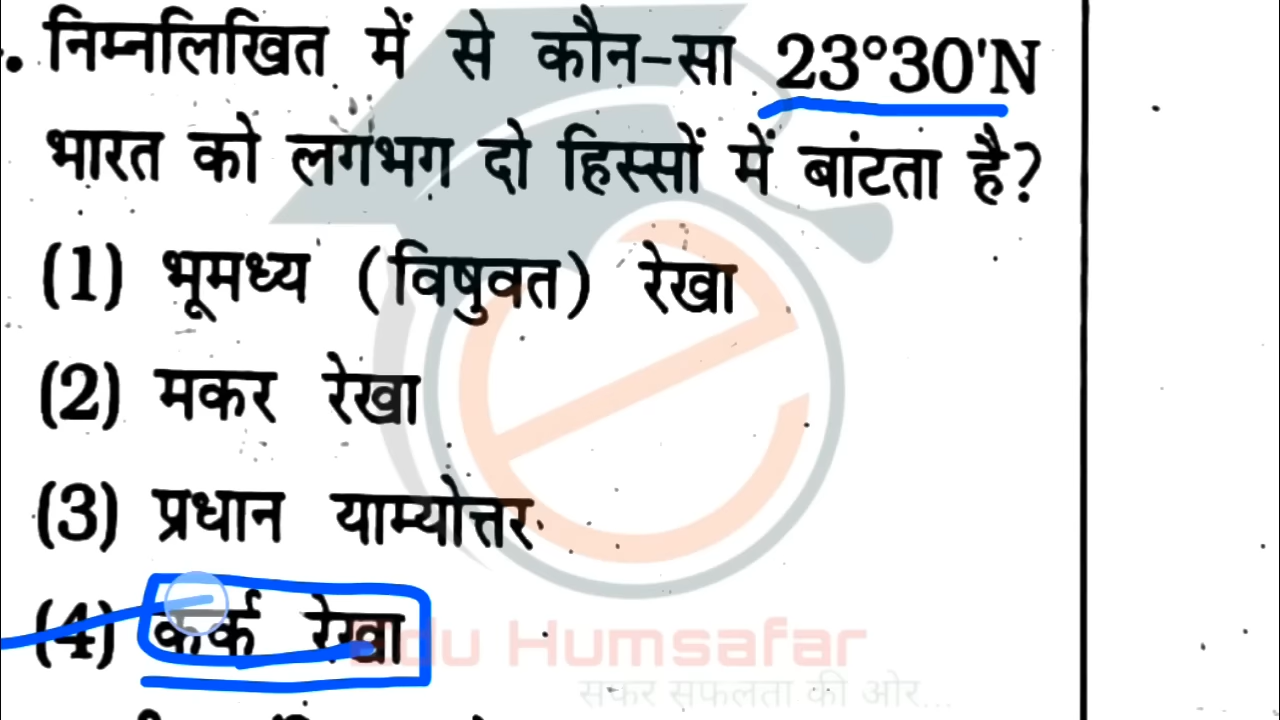 . निम्नलिखित में से कौन-सा 23°30'N
भारत को लगभग दो हिस्सों में बांटता है?
(1) भूमध्य (विषुवत) रेखा
(2) मकर रेखा
(3) प्रधान याम्योत्तर
(4) कर्क रेखा
Edu Humsafar
सफर सफलता की ओर...